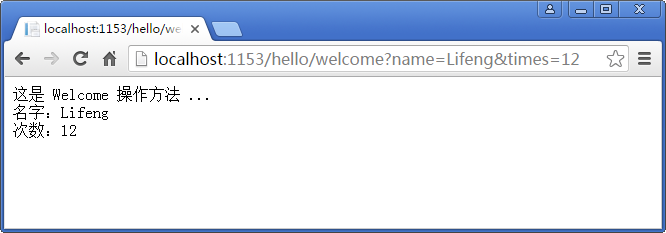 localhost:1153/hello/we
localhost:1153/hello/welcome?name=Lifeng&times=12
这是 Welcome 操作方法 ...
名字：Lifeng
次数：12